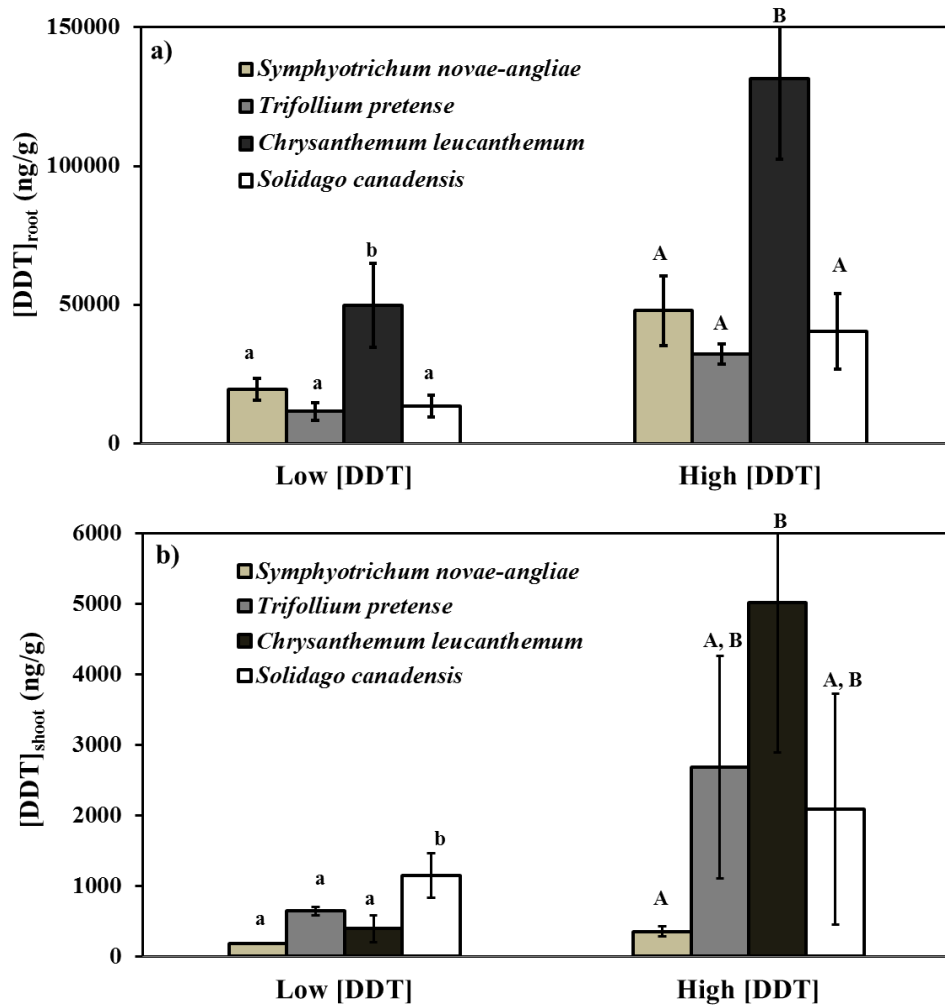 150000
a)
B
Symphyotrichum novae-angliae
Trifollium pretense
Chrysanthemum leucanthemum
Solidago canadensis
100000
50000
0
[DDT]root (ng/g)
a
a
b
a
A
A
A
Low [DDT]
High [DDT]
6000
b)
B
Symphyotrichum novae-angliae
Trifollium pretense
Chrysanthemum leucanthemum
Solidago canadensis
5000
4000
3000
2000
1000
0
[DDT]shoot (ng/g)
a
a
a
b
A
A, B
A, B
Low [DDT]
High [DDT]